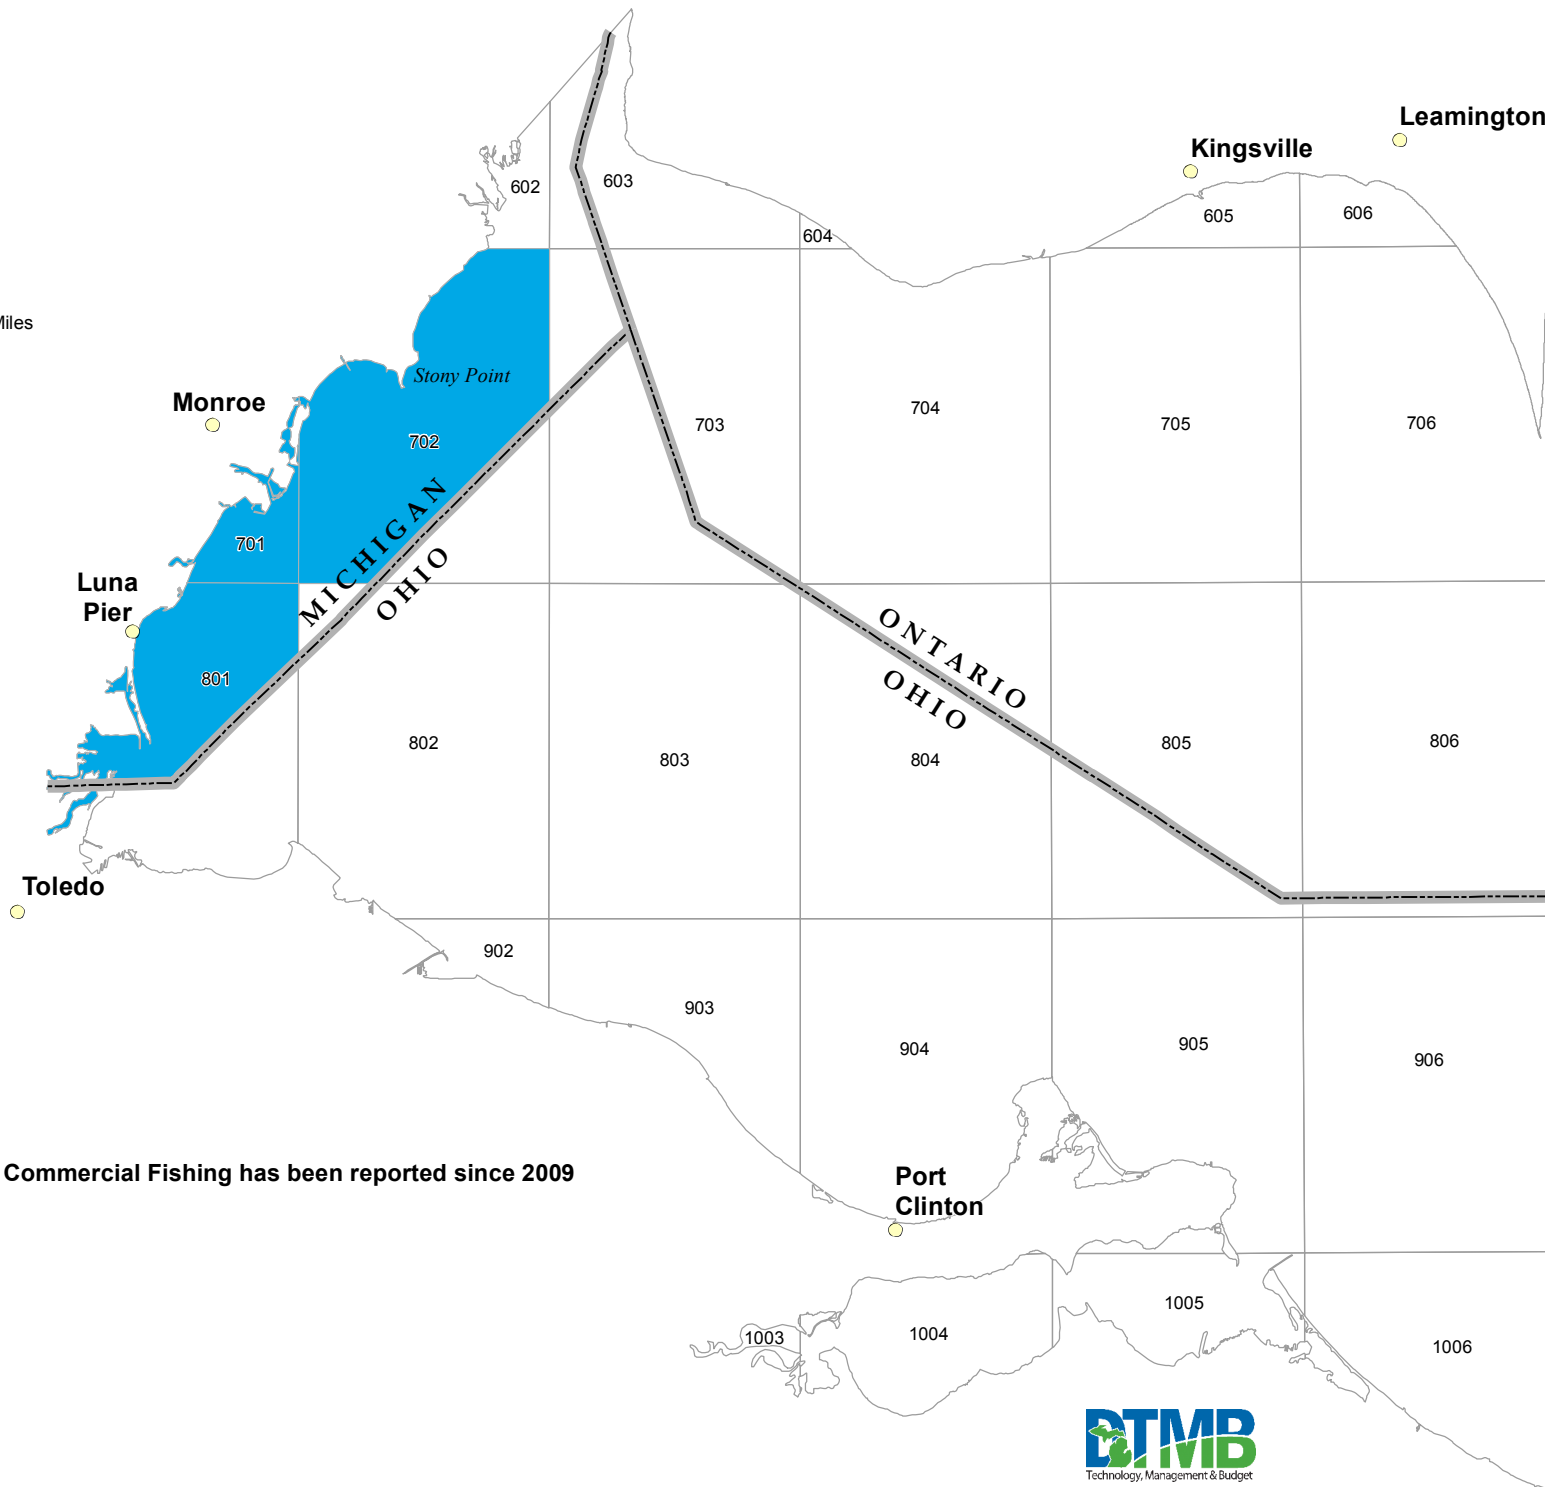 Leamington
Kingsville
602
603
605
606
604
Miles
Stony Point
Monroe
702
703
704
705
706
701
MICHIGAN
OHIO
Luna
Pier
ONTARIO
OHIO
801
802
803
804
805
806
Toledo
902
903
904
905
906
Commercial Fishing has been reported since 2009
Port
Clinton
1003
1004
1005
1006
DTMB
Technology, Management & Budget